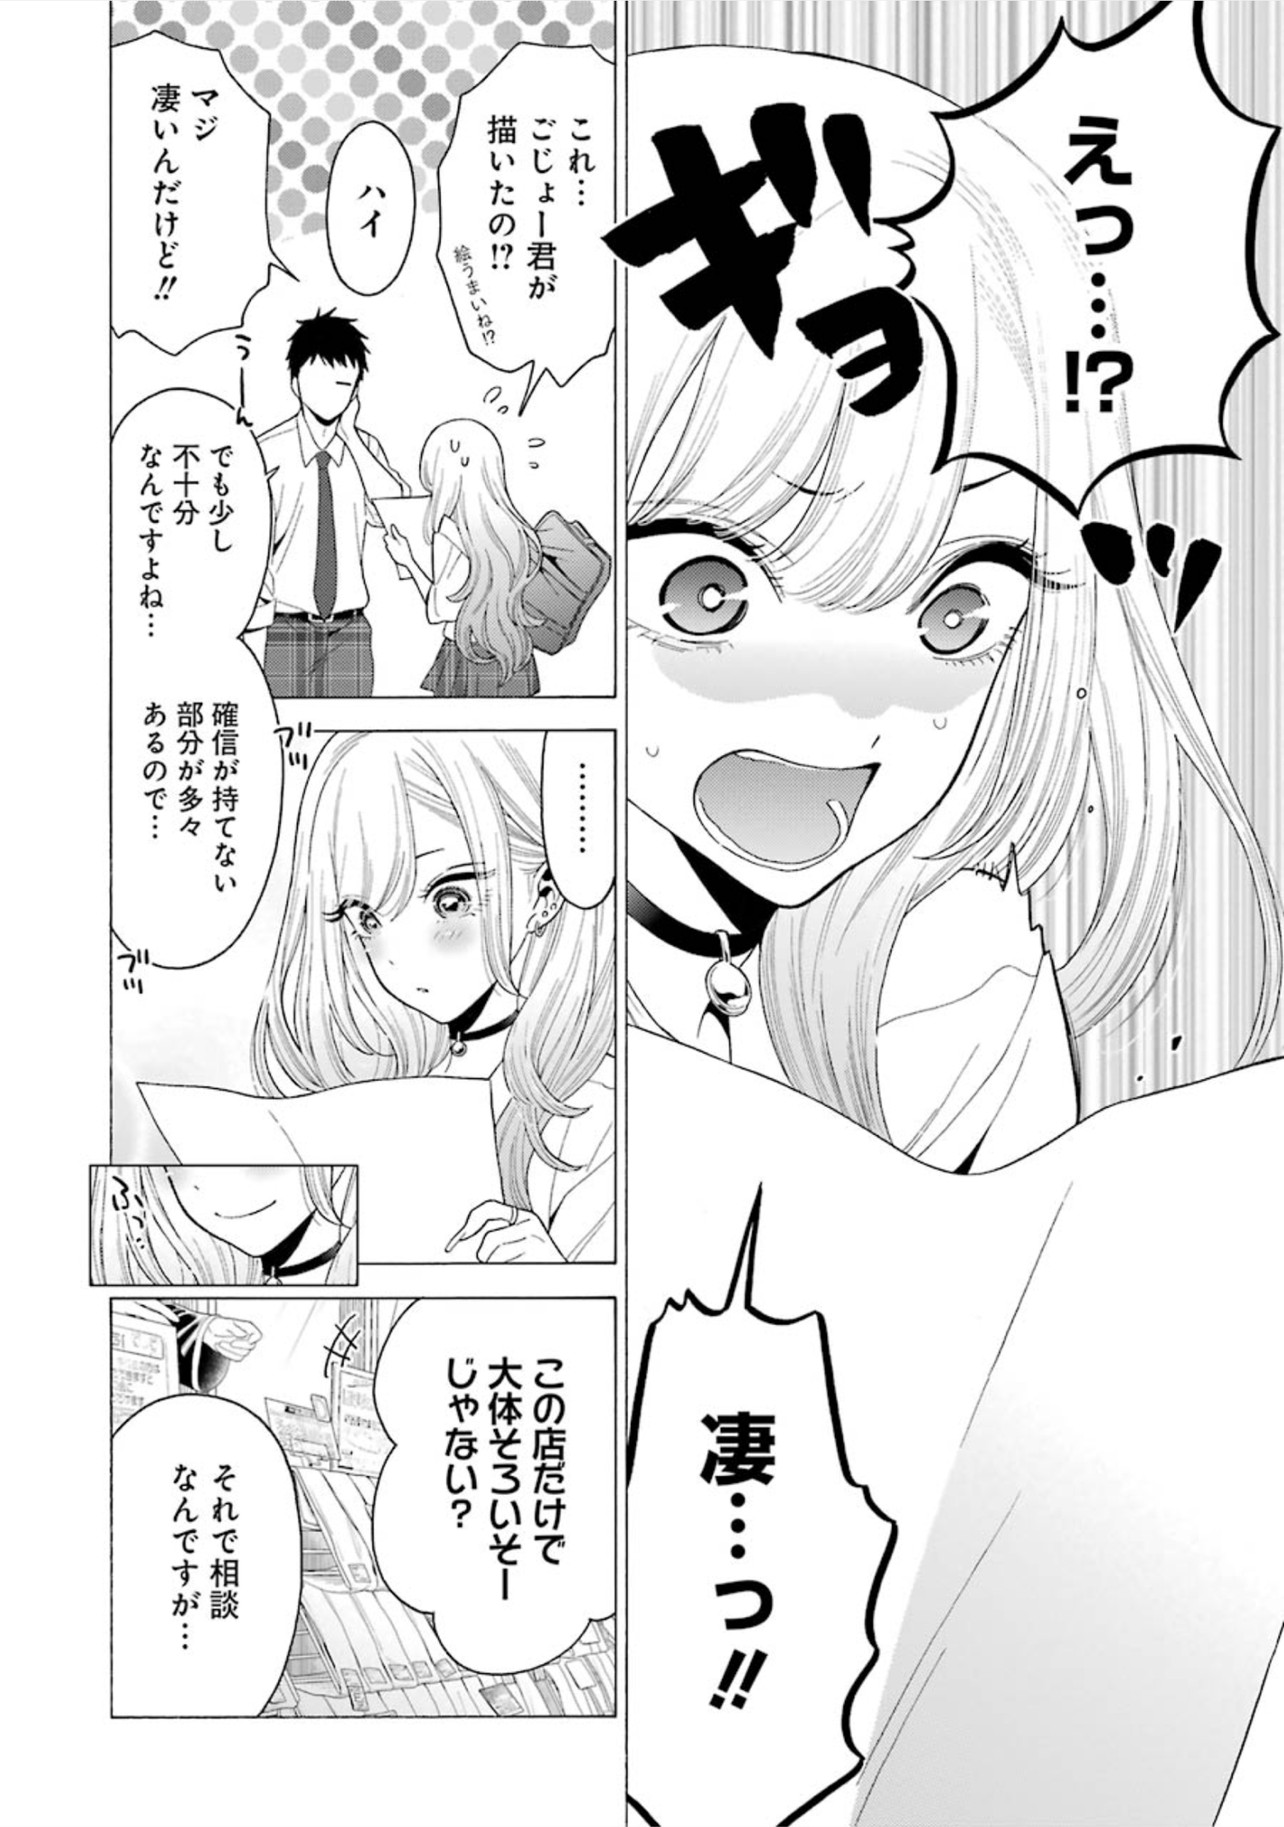 えっ…!?
ギョッ
凄…っ!!
これ…
ごじょー君が
描いたの!?
絵うまいね!?
ハイ
マジ
凄いんだけど!!
うーん
でも少し
不十分
なんですよね…
確信が持てない
部分が多々
あるので…
ブツ
ブツ
………
ふっ
この店だけで
大体そろいそー
じゃない?
それで相談
なんですが…